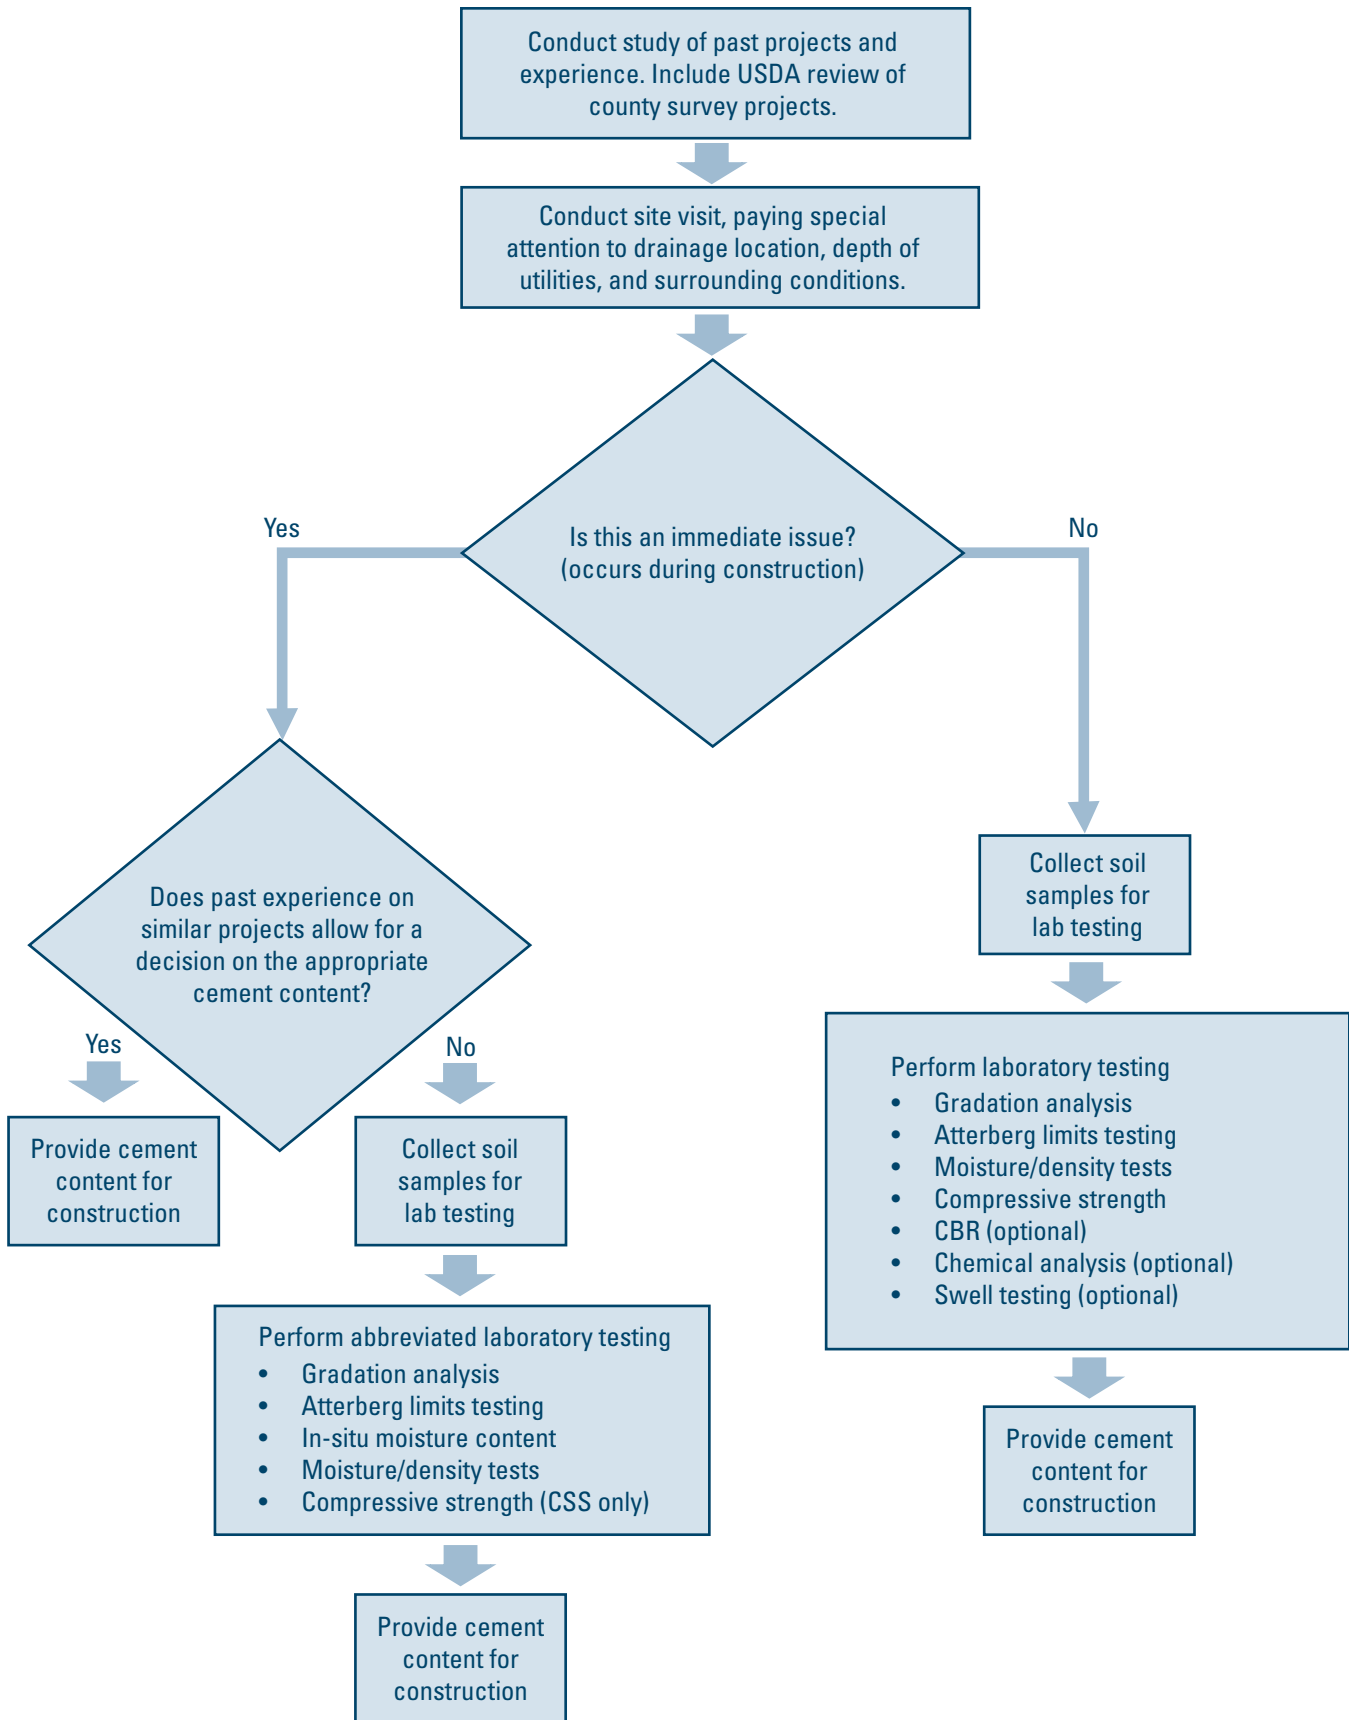 Conduct study of past projects and
experience. Include USDA review of
county survey projects.
Conduct site visit, paying special
attention to drainage location, depth of
utilities, and surrounding conditions.
Is this an immediate issue?
(occurs during construction)
Yes
No
Does past experience on
similar projects allow for a
decision on the appropriate
cement content?
Yes
No
Provide cement
content for
construction
Collect soil
samples for
lab testing
Perform abbreviated laboratory testing
• Gradation analysis
• Atterberg limits testing
• In-situ moisture content
• Moisture/density tests
• Compressive strength (CSS only)
Provide cement
content for
construction
Collect soil
samples for
lab testing
Perform laboratory testing
• Gradation analysis
• Atterberg limits testing
• Moisture/density tests
• Compressive strength
• CBR (optional)
• Chemical analysis (optional)
• Swell testing (optional)
Provide cement
content for
construction